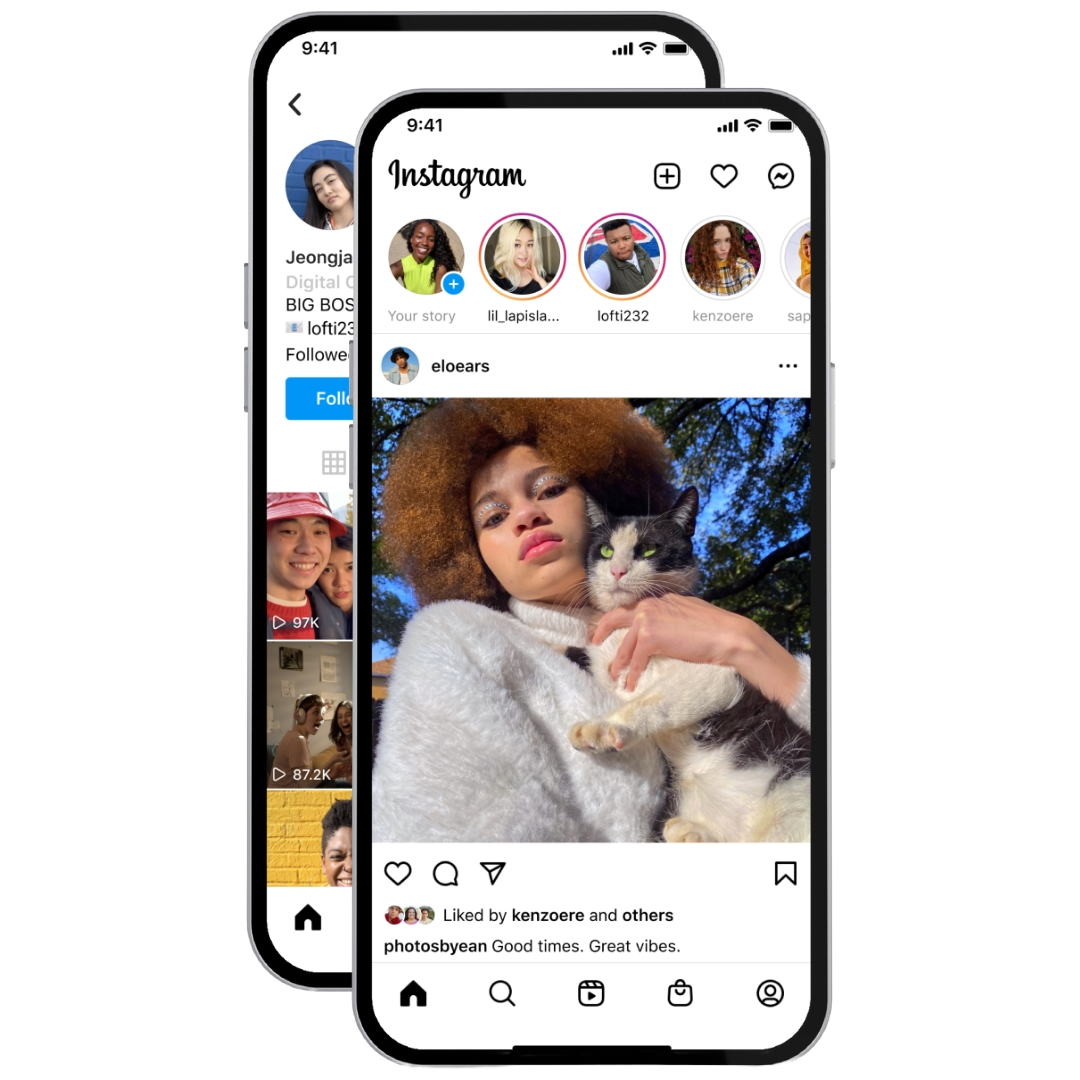 9:41
Jeongja
Digital C
BIG BOS
lofti23
Followe
Follo
97K
87.2K
9:41
Instagram
Your story
lil_lapisla...
lofti232
kenzoere
sap
eloears
Liked by kenzoere and others
photosbyean Good times. Great vibes.